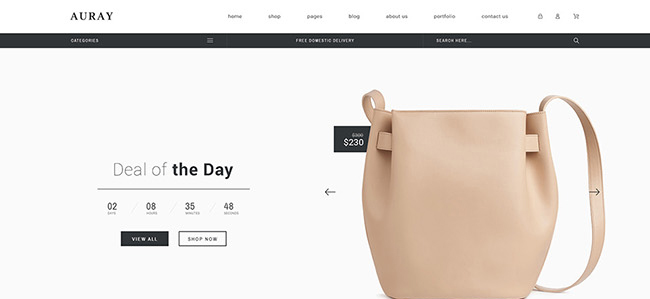 AURAY
home shop pages blog about us portfolio contact us
CATEGORIES FREE DOMESTIC DELIVERY SEARCH HERE...
$300
$230
Deal of the Day
02 08 35 48
DAYS HOURS MINUTES SECONDS
VIEW ALL SHOP NOW